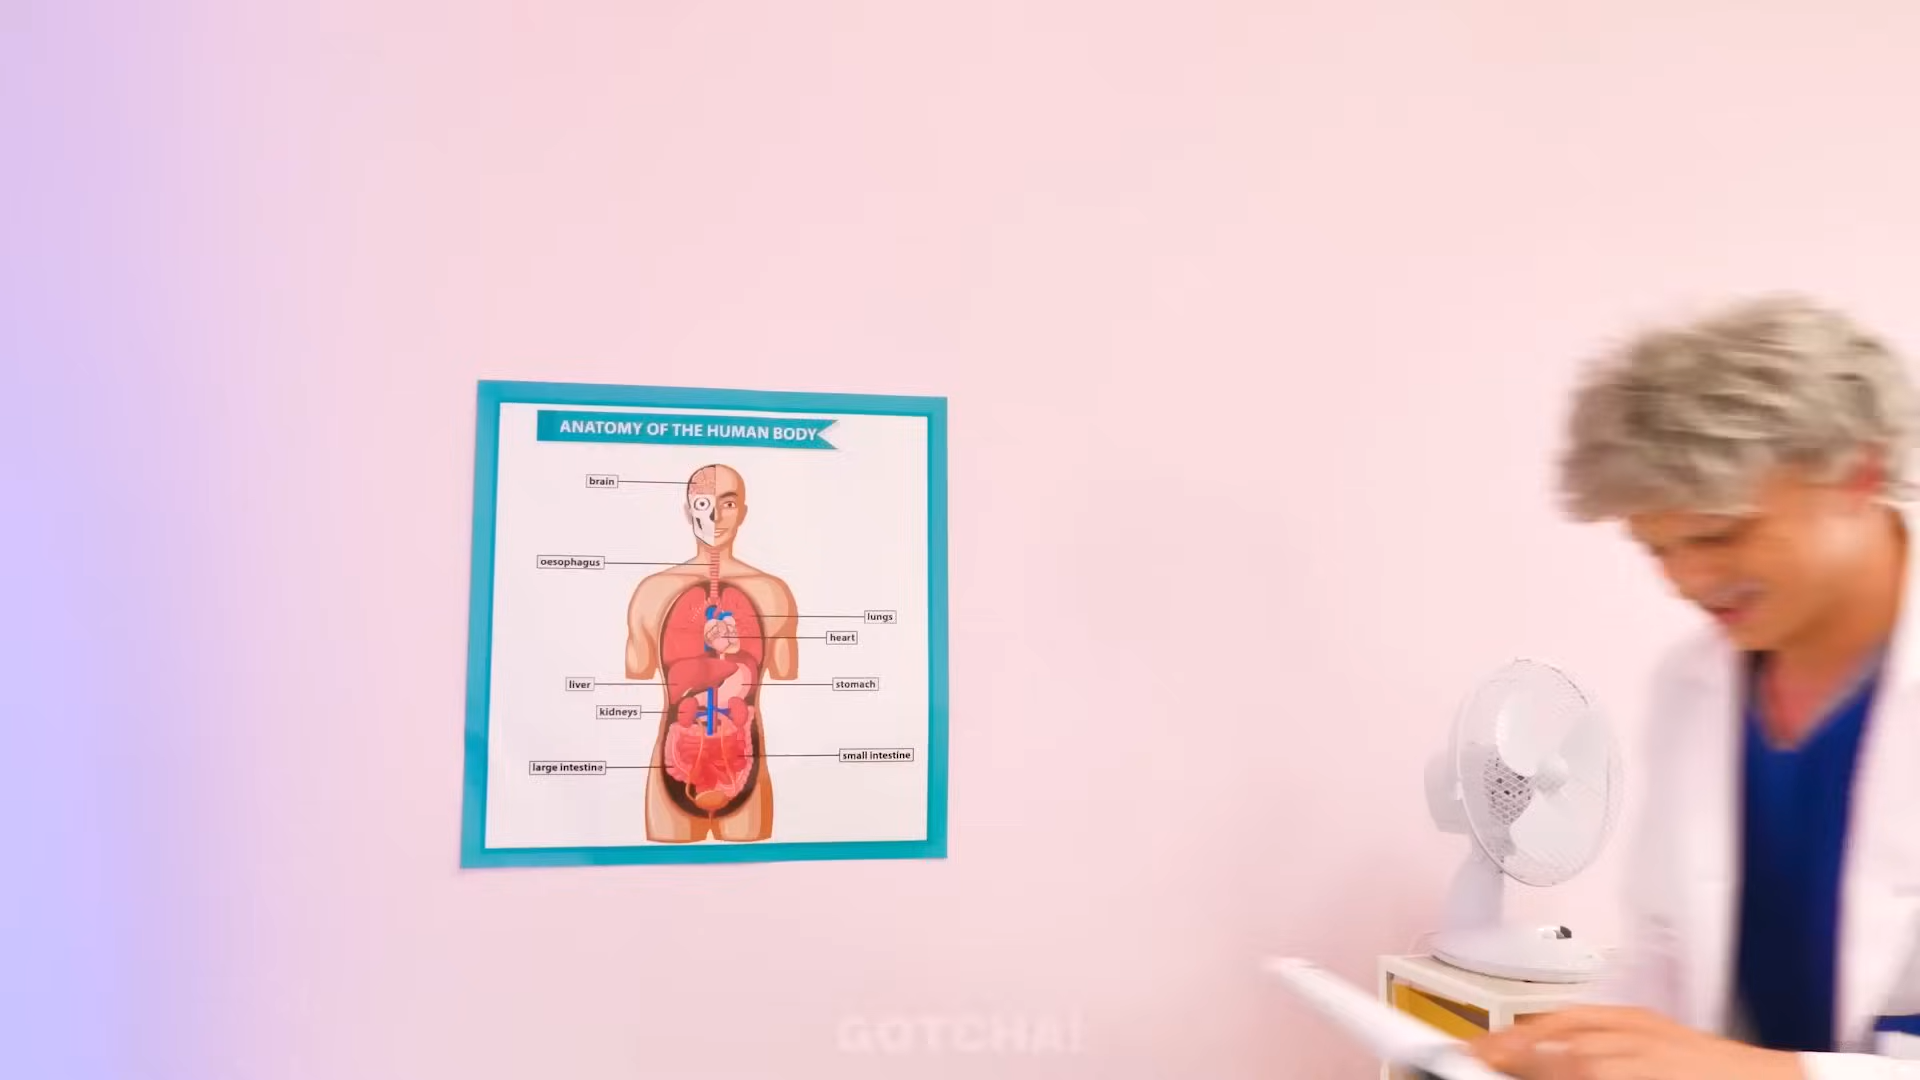 ANATOMY OF THE HUMAN BODY
brain
oesophagus
lungs
heart
liver
stomach
kidneys
small intestine
large intestine
GOTCHA!